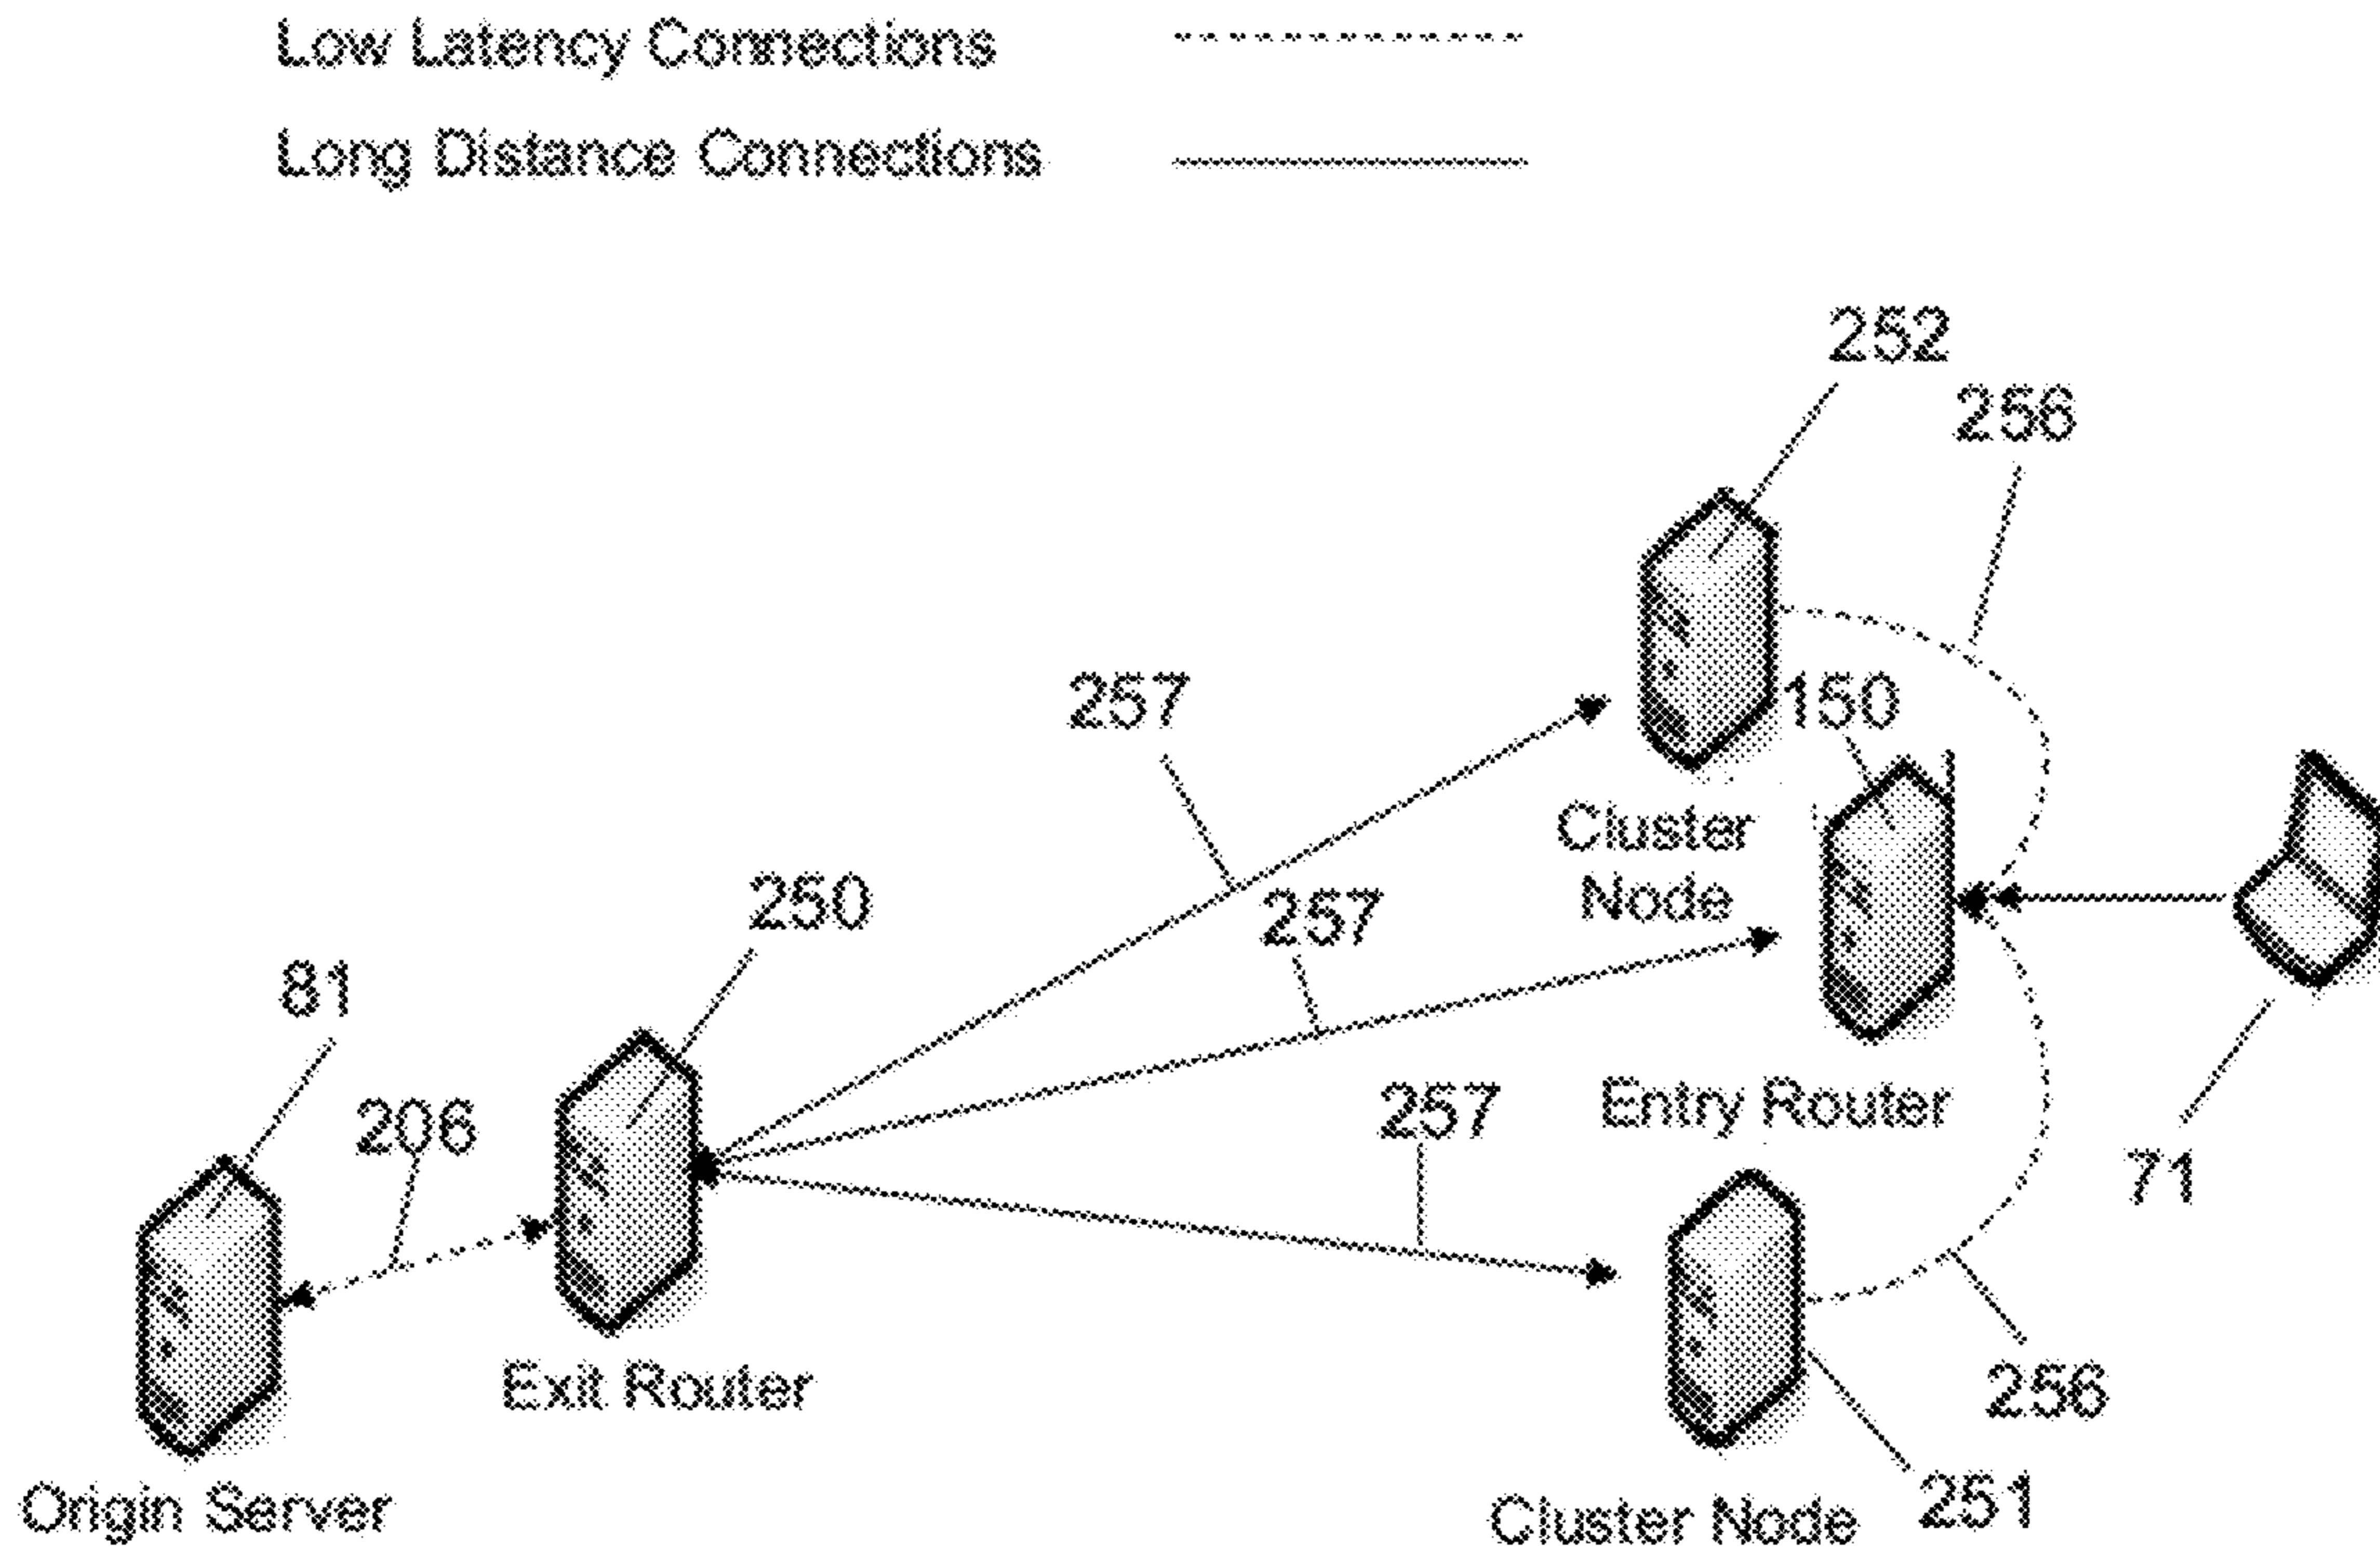 Low Latency Connections
Long Distance Connections
252
256
257
150
Cluster
Node
250
257
81
206
257
Entry Router
71
Exit Router
256
Origin Server
Cluster Node
251